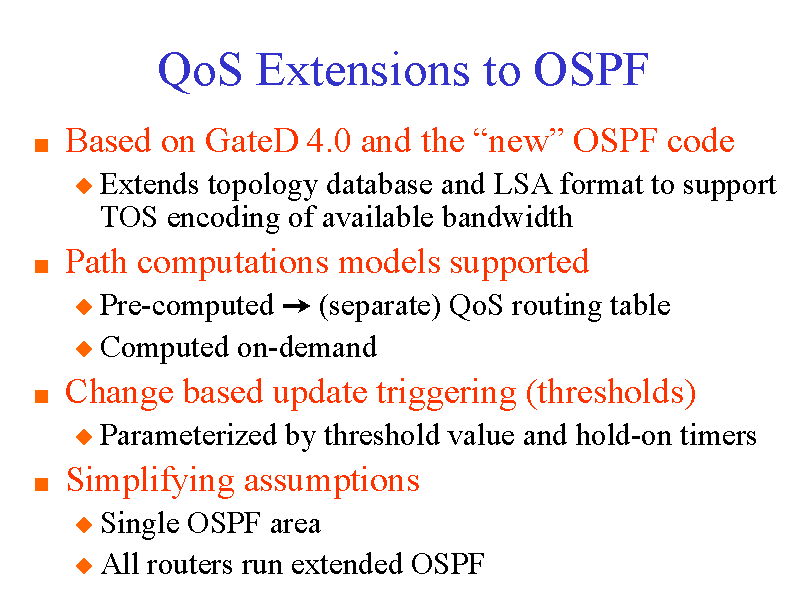 QoS Extensions to OSPF
Based on GateD 4.0 and the “new” OSPF code
Extends topology database and LSA format to support
TOS encoding of available bandwidth
Path computations models supported
Pre-computed → (separate) QoS routing table
Computed on-demand
Change based update triggering (thresholds)
Parameterized by threshold value and hold-on timers
Simplifying assumptions
Single OSPF area
All routers run extended OSPF